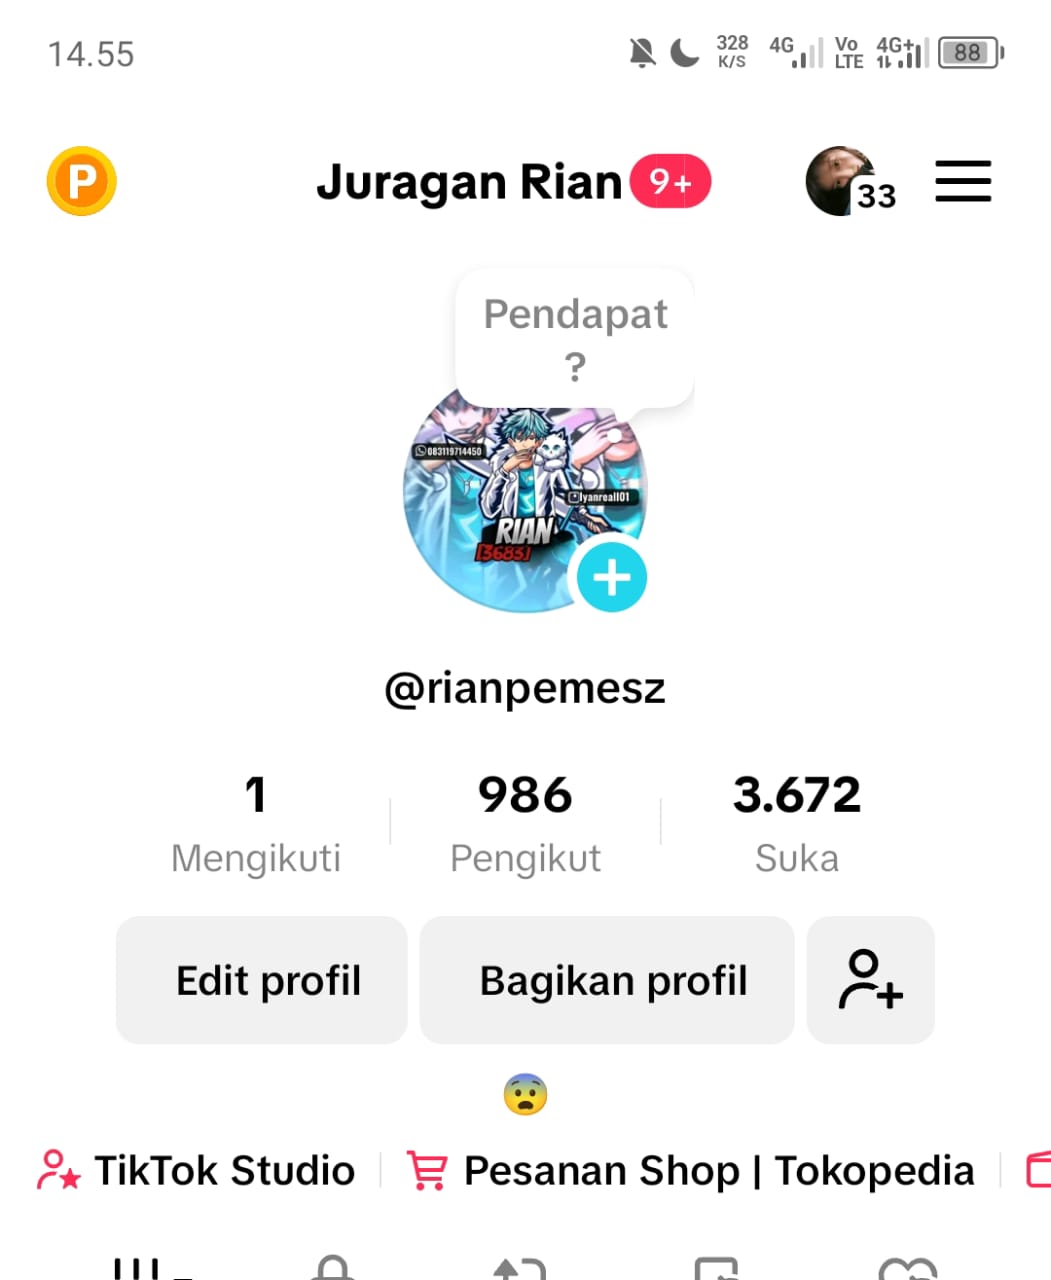 14.55
328
K/S
4G
Vo
LTE
4G+
88
P
Juragan Rian
9+
33
Pendapat
?
083119714450
lyanreall01
RIAN
[3683]
@rianpemesz
1
986
3.672
Mengikuti
Pengikut
Suka
Edit profil
Bagikan profil
TikTok Studio
Pesanan Shop | Tokopedia